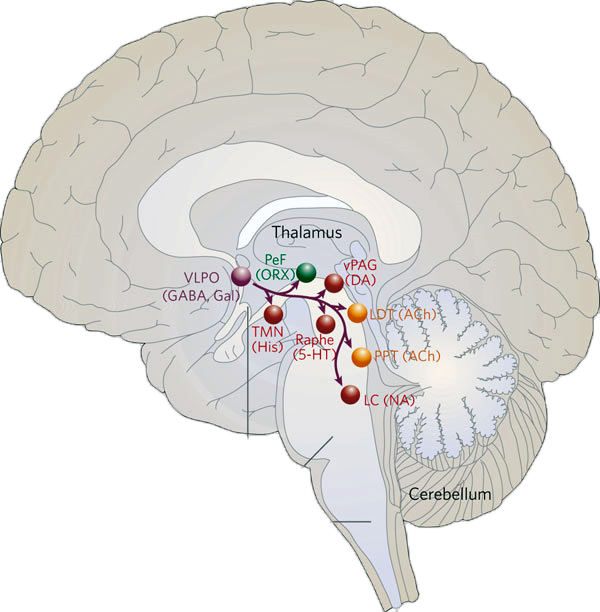 Thalamus
PeF
(ORX)
vPAG
(DA)
VLPO
(GABA, Gal)
LDT (ACh)
TMN
(His)
Raphe
(5-HT)
PPT (ACh)
LC (NA)
Cerebellum